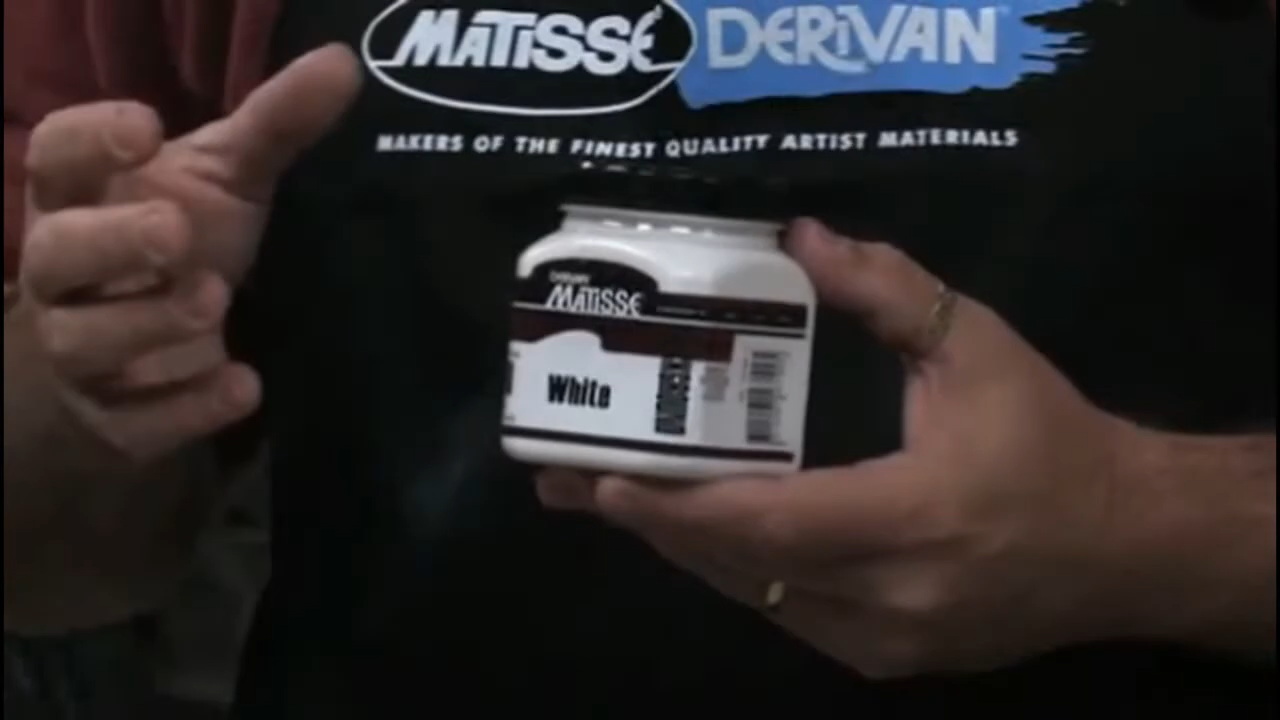 MATISSE DERIVAN
MAKERS OF THE FINEST QUALITY ARTIST MATERIALS
MATISSE
White